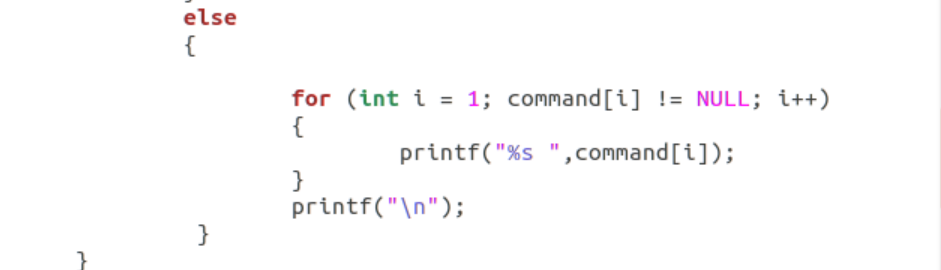 else
{
for (int i = 1; command[i] != NULL; i++)
{
printf("%s ",command[i]);
}
printf("\n");
}
}